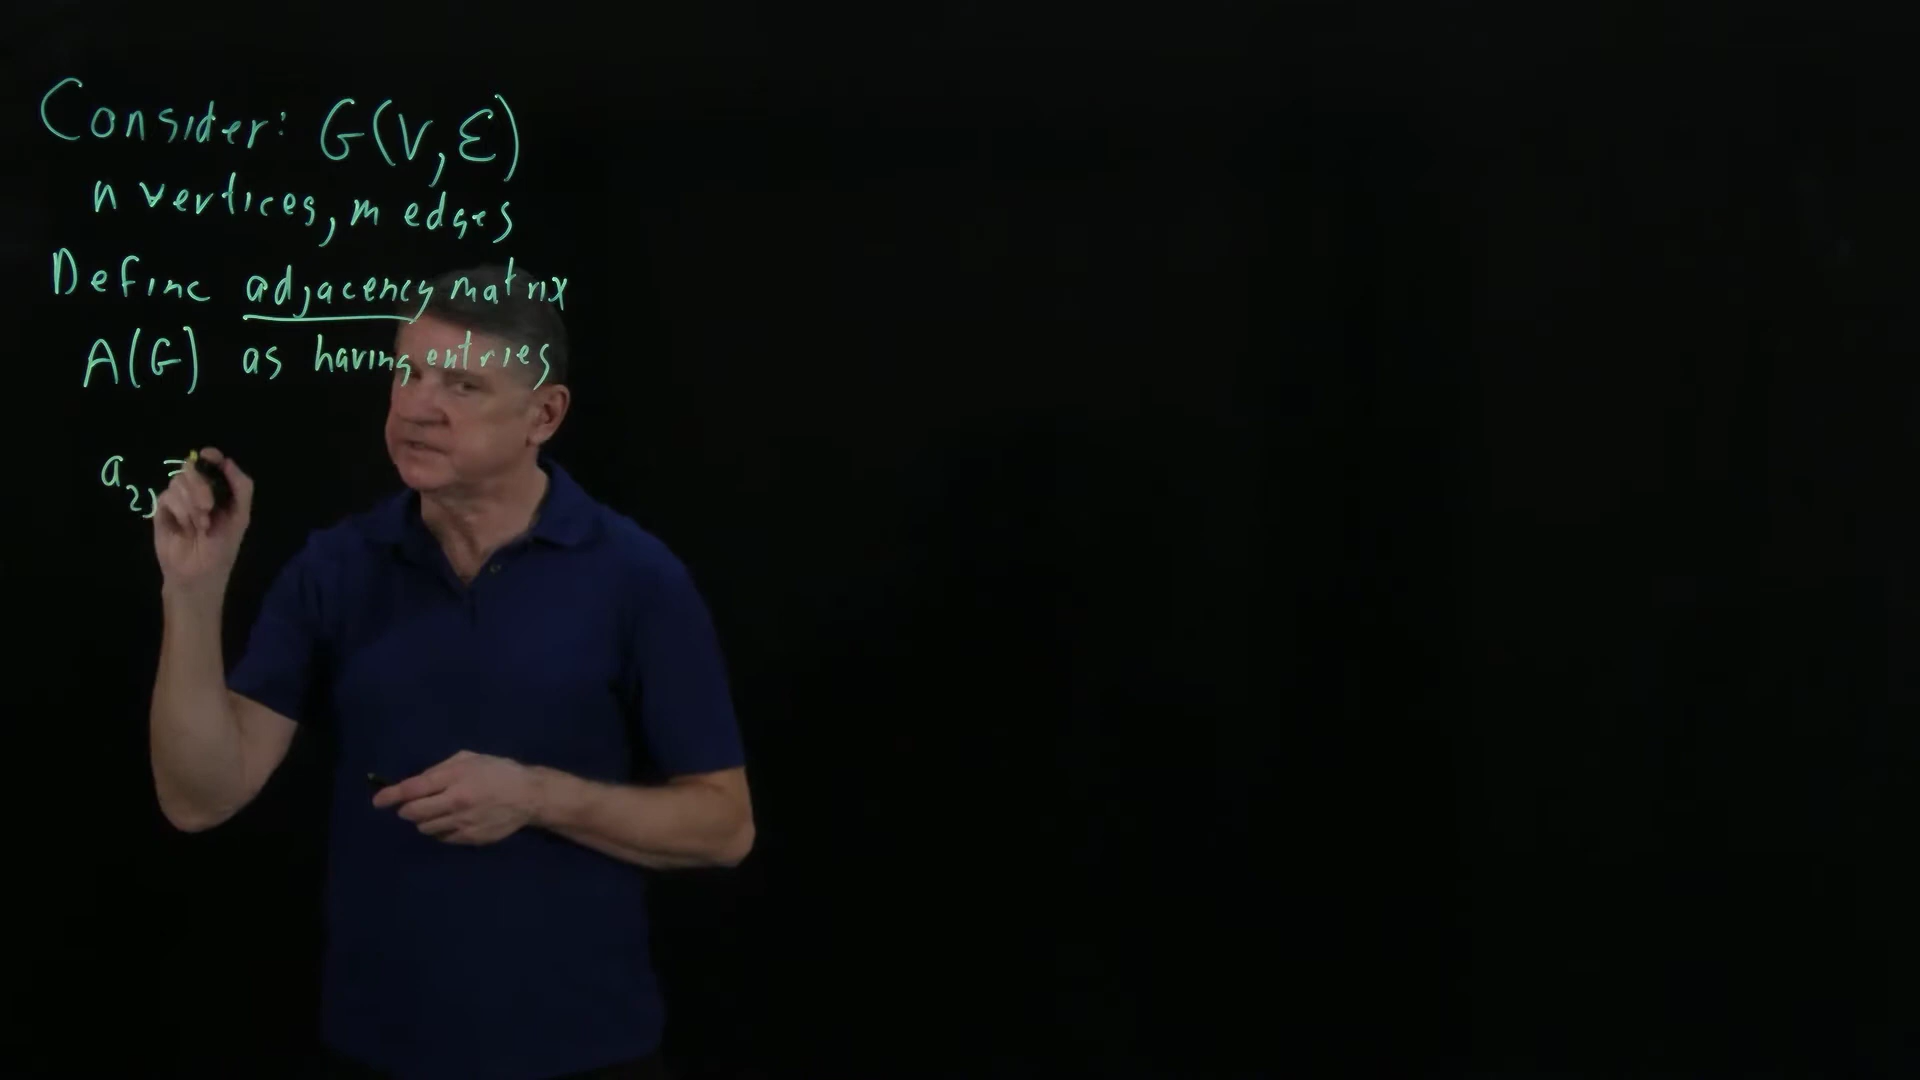 Consider: G(V,E)
n vertices, m edges
Define adjacency matrix
A(G) as having entries
a_ij =